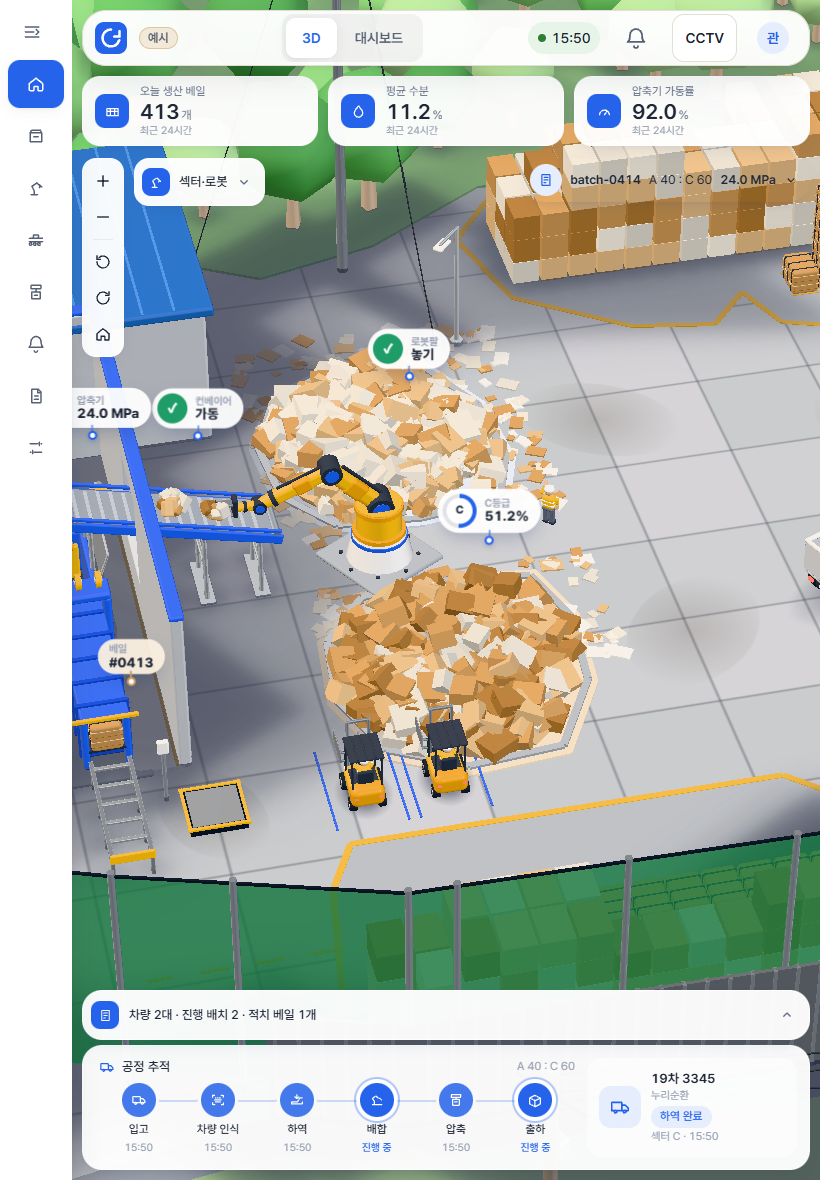 예시
3D
대시보드
15:50
CCTV
관
오늘 생산 베일
413개
최근 24시간
평균 수분
11.2%
최근 24시간
압축기 가동률
92.0%
최근 24시간
섹터·로봇
batch-0414 A 40 : C 60 24.0 MPa
로봇팔
놓기
압축기
24.0 MPa
컨베이어
가동
C
C등급
51.2%
베일
#0413
차량 2대 · 진행 배치 2 · 적치 베일 1개
공정 추적
A 40 : C 60
입고
15:50
차량 인식
15:50
하역
15:50
배합
진행 중
압축
15:50
출하
진행 중
19차 3345
누리순환
하역 완료
섹터 C · 15:50